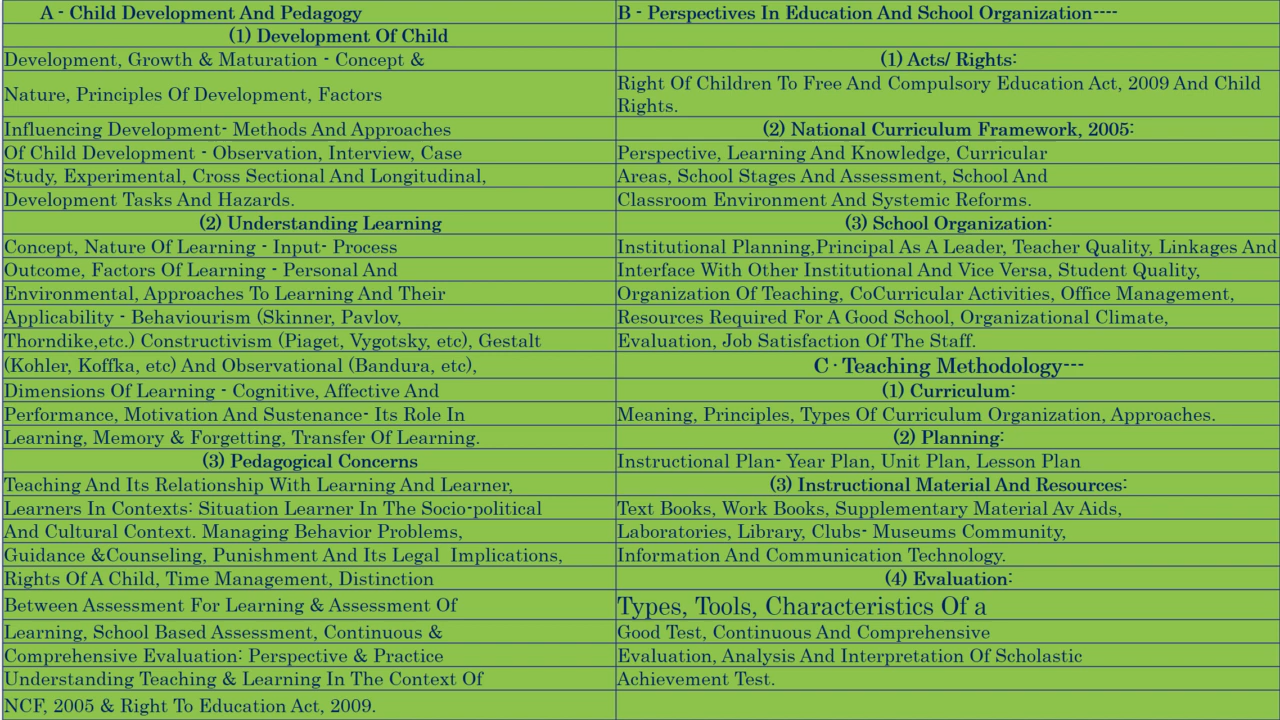 A - Child Development And Pedagogy
(1) Development Of Child
Development, Growth & Maturation - Concept &
Nature, Principles Of Development, Factors
Influencing Development- Methods And Approaches
Of Child Development - Observation, Interview, Case
Study, Experimental, Cross Sectional And Longitudinal,
Development Tasks And Hazards.
(2) Understanding Learning
Concept, Nature Of Learning - Input- Process
Outcome, Factors Of Learning - Personal And
Environmental, Approaches To Learning And Their
Applicability - Behaviourism (Skinner, Pavlov,
Thorndike,etc.) Constructivism (Piaget, Vygotsky, etc), Gestalt
(Kohler, Koffka, etc) And Observational (Bandura, etc),
Dimensions Of Learning - Cognitive, Affective And
Performance, Motivation And Sustenance- Its Role In
Learning, Memory & Forgetting, Transfer Of Learning.
(3) Pedagogical Concerns
Teaching And Its Relationship With Learning And Learner,
Learners In Contexts: Situation Learner In The Socio-political
And Cultural Context. Managing Behavior Problems,
Guidance &Counseling, Punishment And Its Legal  Implications,
Rights Of A Child, Time Management, Distinction
Between Assessment For Learning & Assessment Of
Learning, School Based Assessment, Continuous &
Comprehensive Evaluation: Perspective & Practice
Understanding Teaching & Learning In The Context Of
NCF, 2005 & Right To Education Act, 2009.
B - Perspectives In Education And School Organization----
(1) Acts/ Rights:
Right Of Children To Free And Compulsory Education Act, 2009 And Child
Rights.
(2) National Curriculum Framework, 2005:
Perspective, Learning And Knowledge, Curricular
Areas, School Stages And Assessment, School And
Classroom Environment And Systemic Reforms.
(3) School Organization:
Institutional Planning,Principal As A Leader, Teacher Quality, Linkages And
Interface With Other Institutional And Vice Versa, Student Quality,
Organization Of Teaching, CoCurricular Activities, Office Management,
Resources Required For A Good School, Organizational Climate,
Evaluation, Job Satisfaction Of The Staff.
C · Teaching Methodology---
(1) Curriculum:
Meaning, Principles, Types Of Curriculum Organization, Approaches.
(2) Planning:
Instructional Plan- Year Plan, Unit Plan, Lesson Plan
(3) Instructional Material And Resources:
Text Books, Work Books, Supplementary Material Av Aids,
Laboratories, Library, Clubs- Museums Community,
Information And Communication Technology.
(4) Evaluation:
Types, Tools, Characteristics Of a
Good Test, Continuous And Comprehensive
Evaluation, Analysis And Interpretation Of Scholastic
Achievement Test.